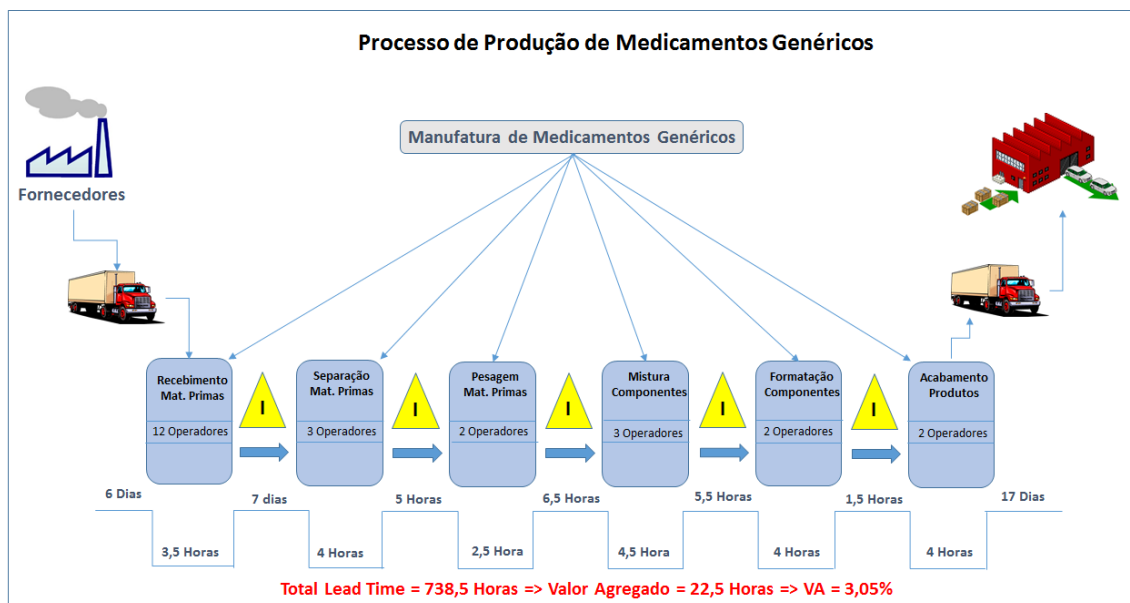 Processo de Produção de Medicamentos Genéricos
Manufatura de Medicamentos Genéricos
Fornecedores
Recebimento
Mat. Primas
12 Operadores
I
Separação
Mat. Primas
3 Operadores
I
Pesagem
Mat. Primas
2 Operadores
I
Mistura
Componentes
3 Operadores
I
Formatação
Componentes
2 Operadores
I
Acabamento
Produtos
2 Operadores
6 Dias
7 dias
5 Horas
6,5 Horas
5,5 Horas
1,5 Horas
17 Dias
3,5 Horas
4 Horas
2,5 Hora
4,5 Hora
4 Horas
4 Horas
Total Lead Time = 738,5 Horas => Valor Agregado = 22,5 Horas => VA = 3,05%